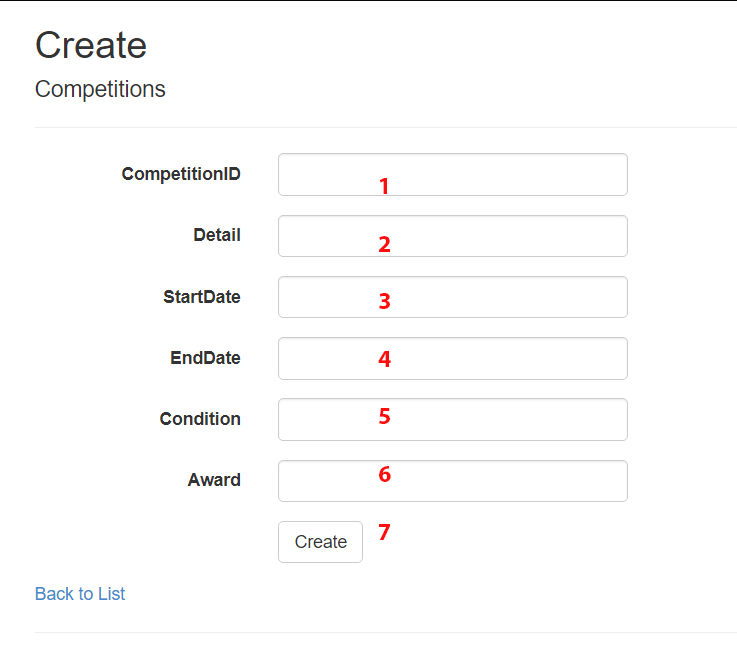 Create
Competitions
CompetitionID 1
Detail 2
StartDate 3
EndDate 4
Condition 5
Award 6
Create 7
Back to List